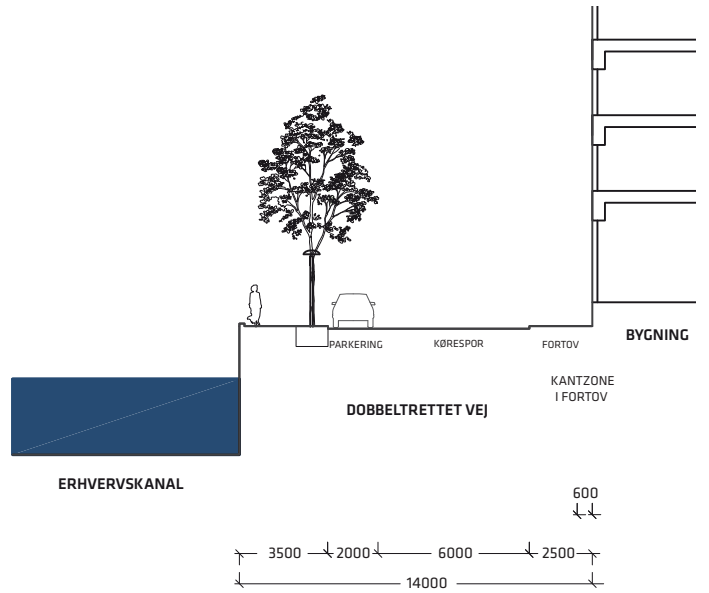 BYGNING
PARKERING KØRESPOR FORTOV
KANTZONE
I FORTOV
DOBBELTRETTET VEJ
ERHVERVSKANAL
600
3500 2000 6000 2500
14000